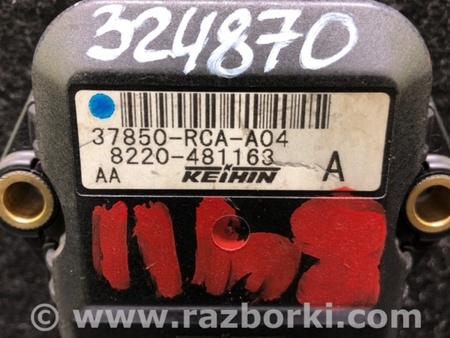 324870
37850-RCA-A04
8220-481163
AA KEIHIN A
© www.razborki.com